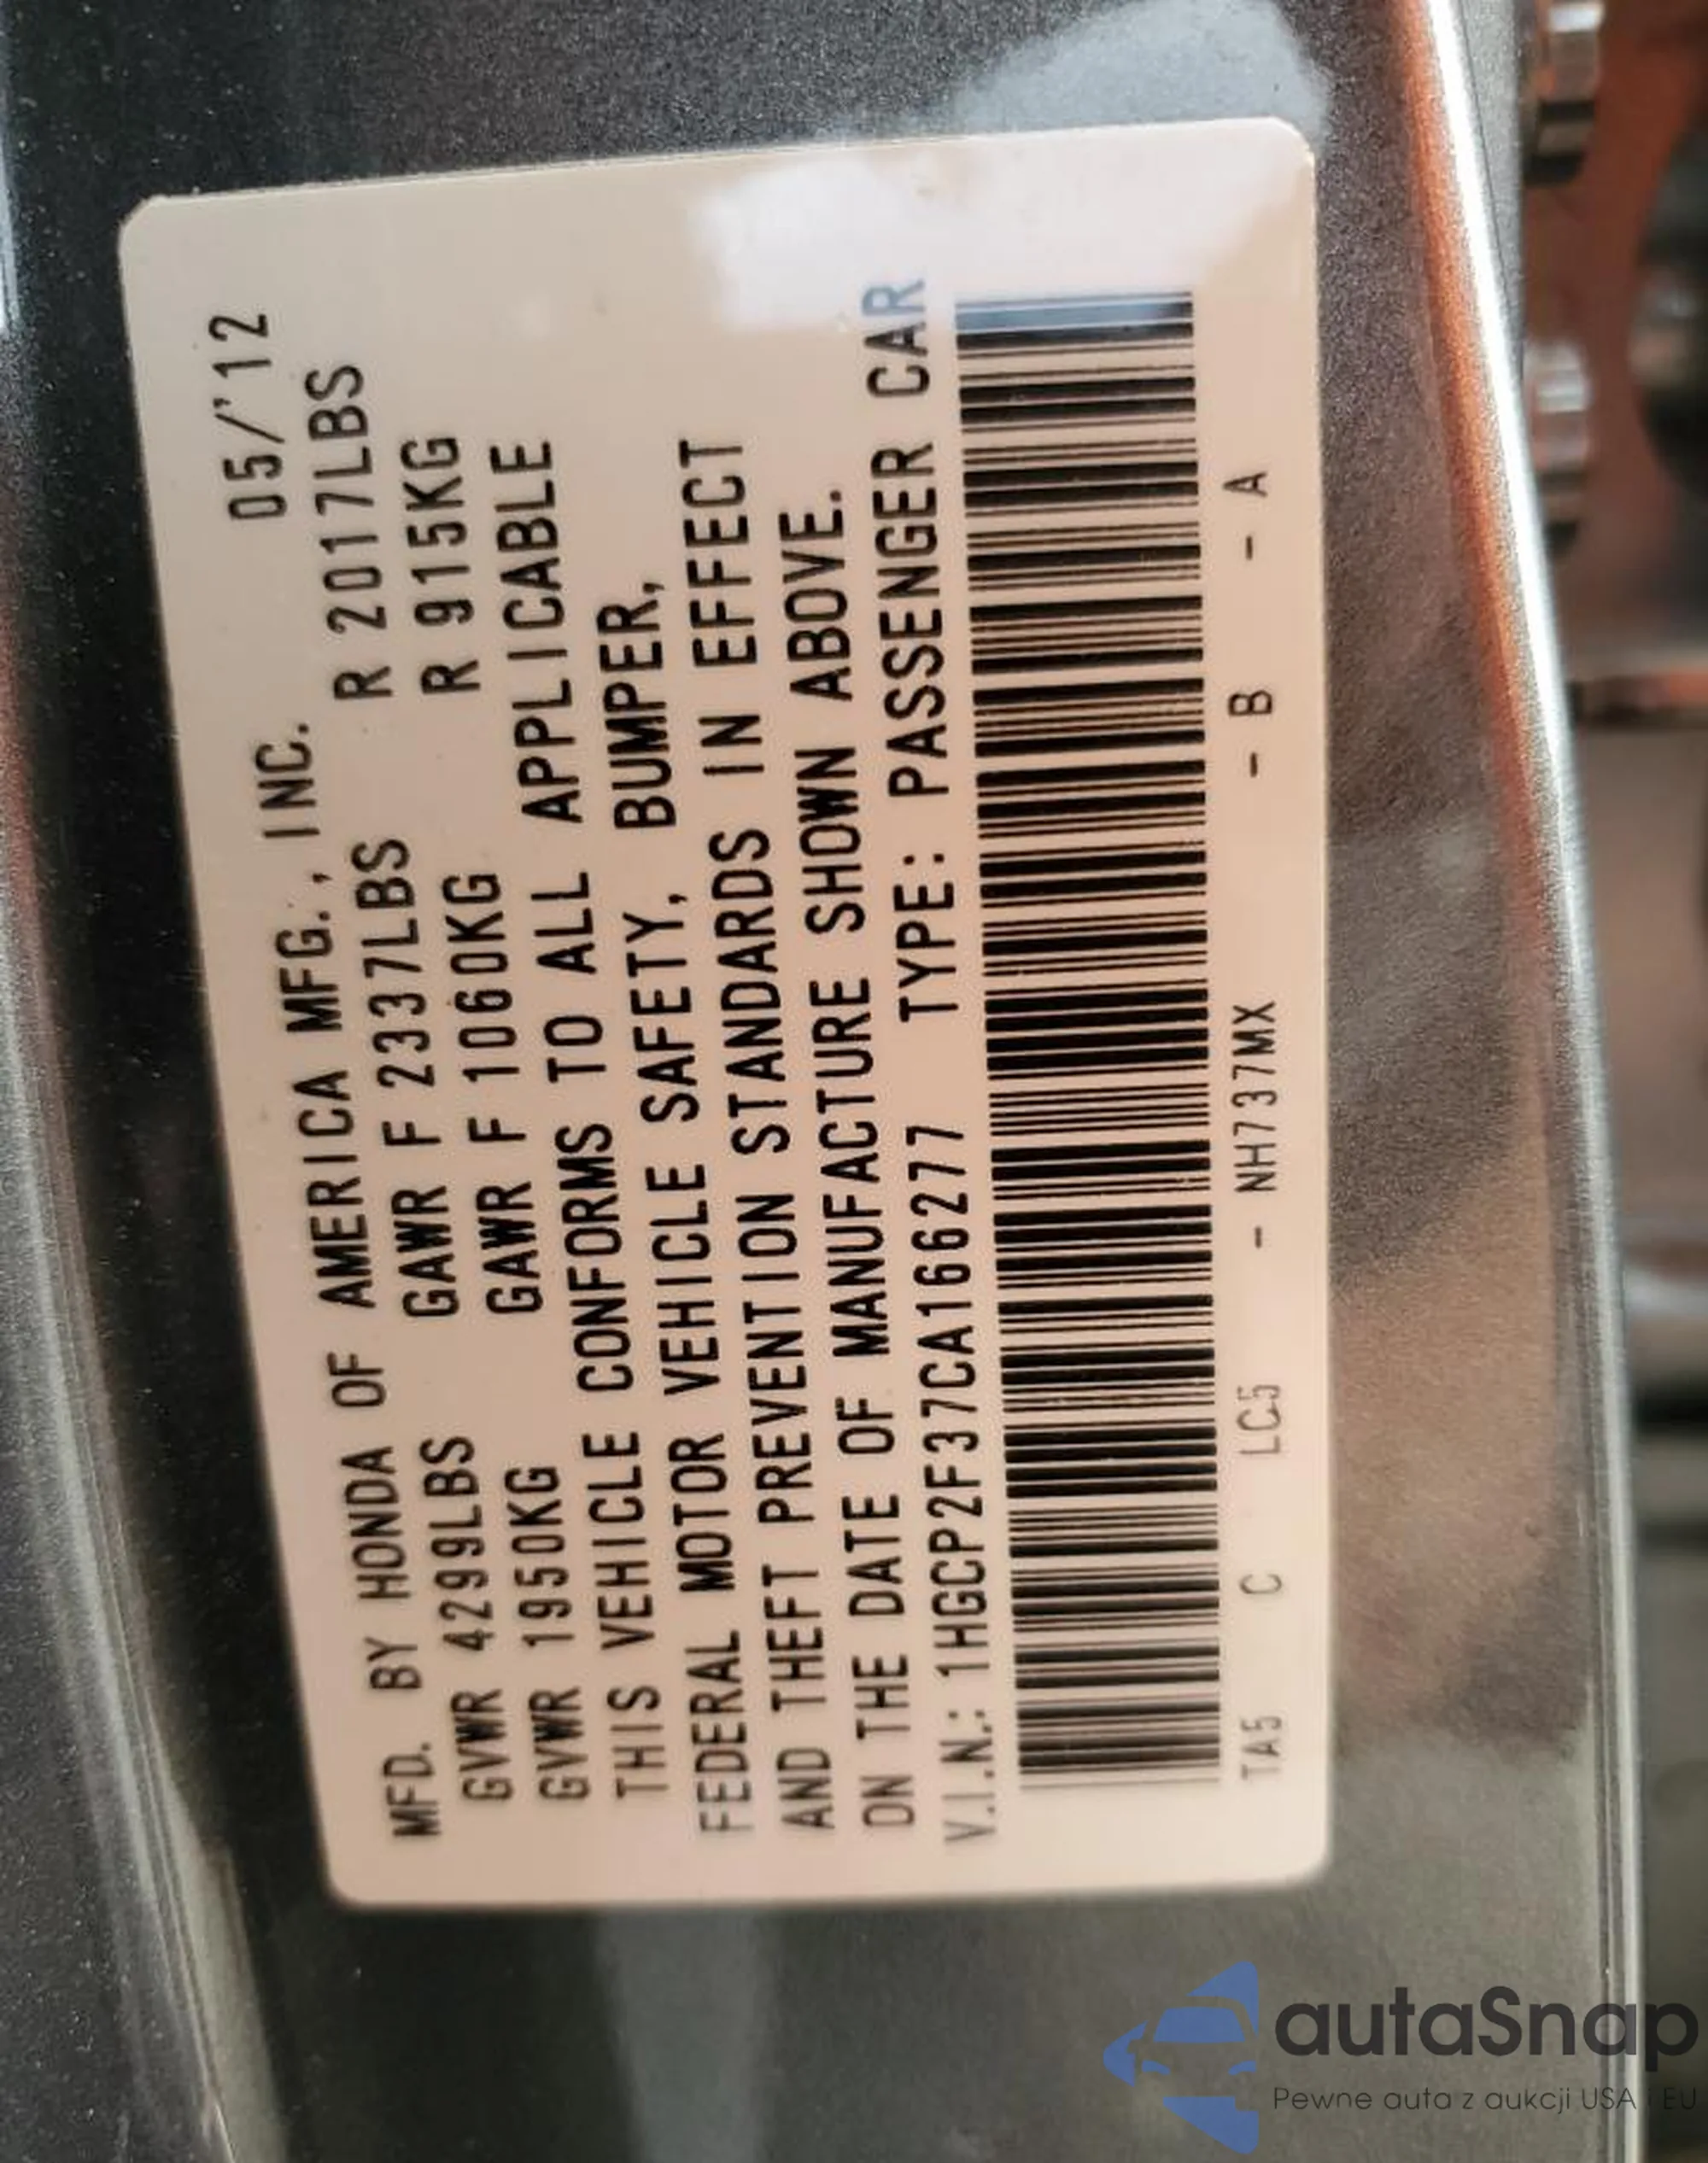 MFD. BY HONDA OF AMERICA MFG., INC. 05/'12
GVWR 4299LBS GAWR F 2337LBS R 2017LBS
GVWR 1950KG GAWR F 1060KG R 915KG
THIS VEHICLE CONFORMS TO ALL APPLICABLE
FEDERAL MOTOR VEHICLE SAFETY, BUMPER,
AND THEFT PREVENTION STANDARDS IN EFFECT
ON THE DATE OF MANUFACTURE SHOWN ABOVE.
V.I.N.: 1HGCP2F37CA166277 TYPE: PASSENGER CAR
TA5 C LC5 - NH737MX - B - A
autaSnap
Pewne auta z aukcji USA i EU